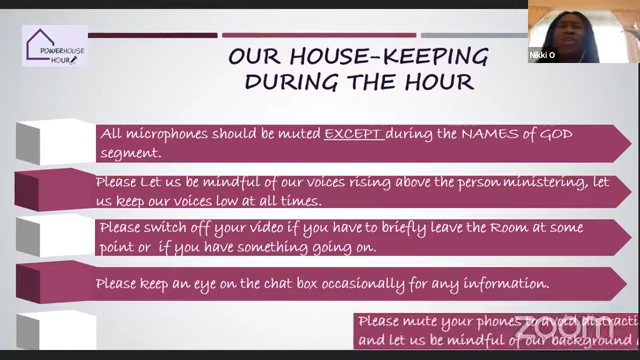 POWERHOUSE
HOUR
OUR HOUSE-KEEPING
DURING THE HOUR
Nikki O
All microphones should be muted EXCEPT during the NAMES of GOD
segment.
Please Let us be mindful of our voices rising above the person ministering, let
us keep our voices low at all times.
Please switch off your video if you have to briefly leave the Room at some
point or if you have something going on.
Please keep an eye on the chat box occasionally for any information.
Please mute your phones to avoid distracti
and let us be mindful of our background
zoom